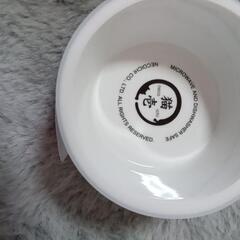 MICROWAVE AND DISHWASHER SAFE
NECOICHI CO., LTD. ALL RIGHTS RESERVED.
猫壱